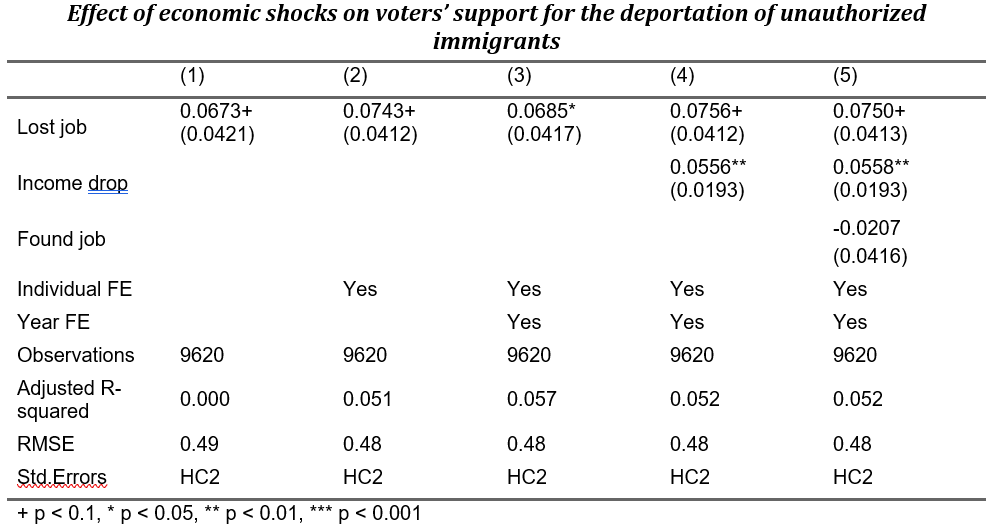 Effect of economic shocks on voters’ support for the deportation of unauthorized
immigrants
(1) (2) (3) (4) (5)
Lost job 0.0673+ 0.0743+ 0.0685* 0.0756+ 0.0750+
(0.0421) (0.0412) (0.0417) (0.0412) (0.0413)
Income drop 0.0556** 0.0558**
(0.0193) (0.0193)
Found job -0.0207
(0.0416)
Individual FE Yes Yes Yes Yes
Year FE Yes Yes Yes
Observations 9620 9620 9620 9620 9620
Adjusted R-
squared 0.000 0.051 0.057 0.052 0.052
RMSE 0.49 0.48 0.48 0.48 0.48
Std.Errors HC2 HC2 HC2 HC2 HC2
+ p < 0.1, * p < 0.05, ** p < 0.01, *** p < 0.001